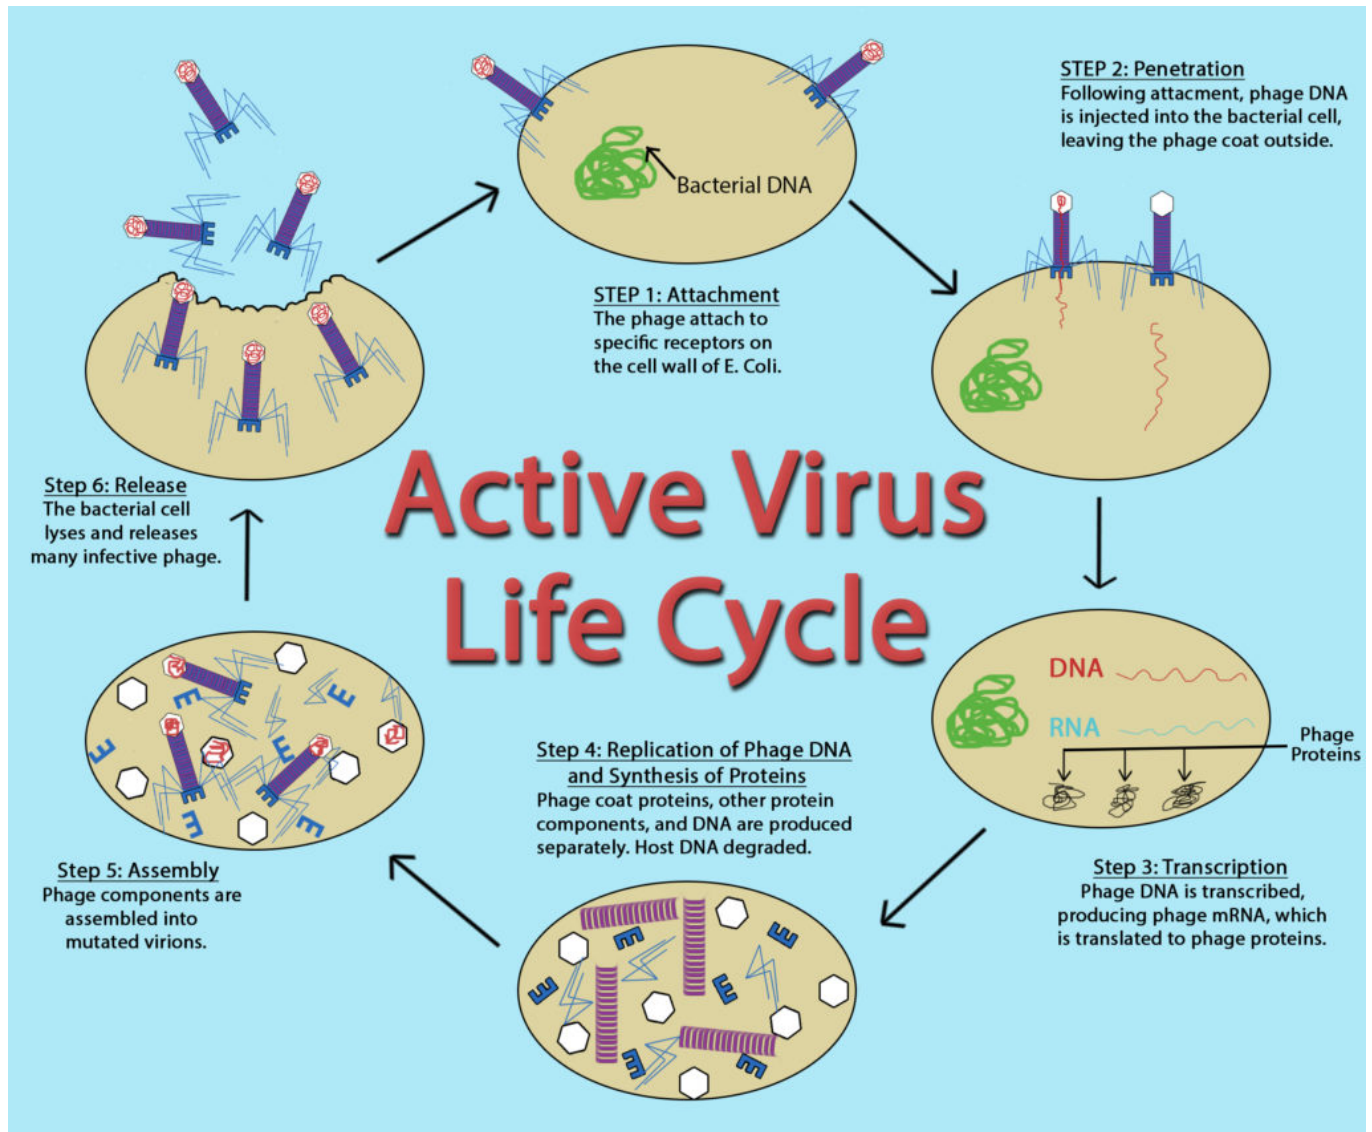 STEP 1: Attachment
The phage attach to
specific receptors on
the cell wall of E. Coli.
Bacterial DNA
STEP 2: Penetration
Following attacment, phage DNA
is injected into the bacterial cell,
leaving the phage coat outside.
Active Virus
Life Cycle
DNA
RNA
Phage
Proteins
Step 3: Transcription
Phage DNA is transcribed,
producing phage mRNA, which
is translated to phage proteins.
Step 4: Replication of Phage DNA
and Synthesis of Proteins
Phage coat proteins, other protein
components, and DNA are produced
separately. Host DNA degraded.
Step 5: Assembly
Phage components are
assembled into
mutated virions.
Step 6: Release
The bacterial cell
lyses and releases
many infective phage.